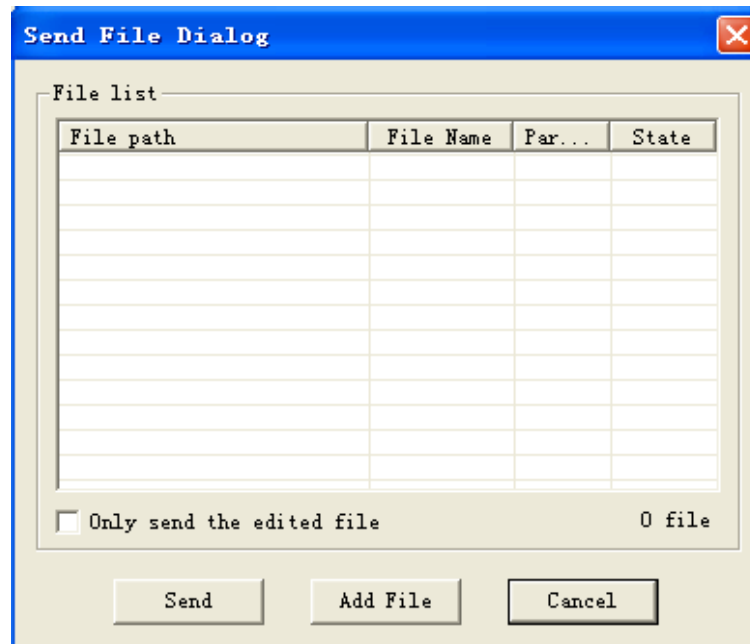 Send File Dialog
File list
File path File Name Par... State
Only send the edited file 0 file
Send Add File Cancel